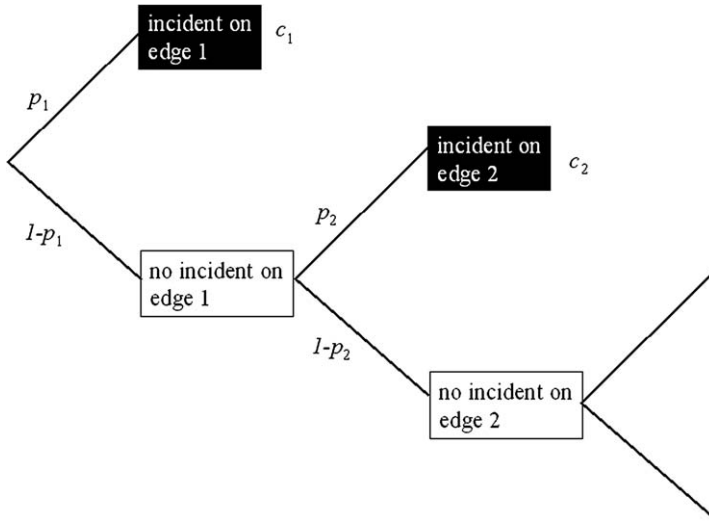 incident on
edge 1
c₁
p₁
incident on
edge 2
c₂
1-p₁
p₂
no incident on
edge 1
1-p₂
no incident on
edge 2